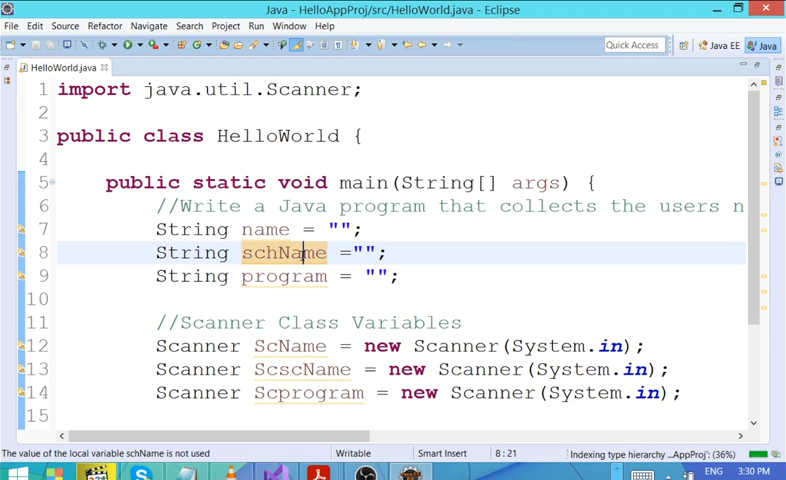 Java - HelloAppProj/src/HelloWorld.java - Eclipse
File Edit Source Refactor Navigate Search Project Run Window Help
Quick Access
Java EE
Java
HelloWorld.java
1 import java.util.Scanner;
2
3 public class HelloWorld {
4
5 public static void main(String[] args) {
6 //Write a Java program that collects the users n
7 String name = "";
8 String schName ="";
9 String program = "";
10
11 //Scanner Class Variables
12 Scanner ScName = new Scanner(System.in);
13 Scanner ScscName = new Scanner(System.in);
14 Scanner Scprogram = new Scanner(System.in);
15
The value of the local variable schName is not used
Writable
Smart Insert
8 : 21
Indexing type hierarchy ...AppProj: (36%)
ENG
3:30 PM